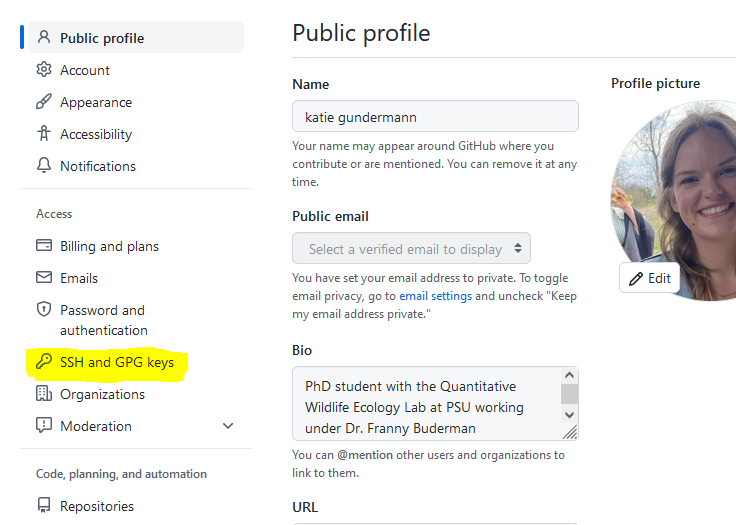 Public profile
Account
Appearance
Accessibility
Notifications
Access
Billing and plans
Emails
Password and
authentication
SSH and GPG keys
Organizations
Moderation
Code, planning, and automation
Repositories
Public profile
Name
katie gundermann
Your name may appear around GitHub where you
contribute or are mentioned. You can remove it at any
time.
Public email
Select a verified email to display
You have set your email address to private. To toggle
email privacy, go to email settings and uncheck "Keep
my email address private."
Bio
PhD student with the Quantitative
Wildlife Ecology Lab at PSU working
under Dr. Franny Buderman
You can @mention other users and organizations to
link to them.
URL
Profile picture
Edit